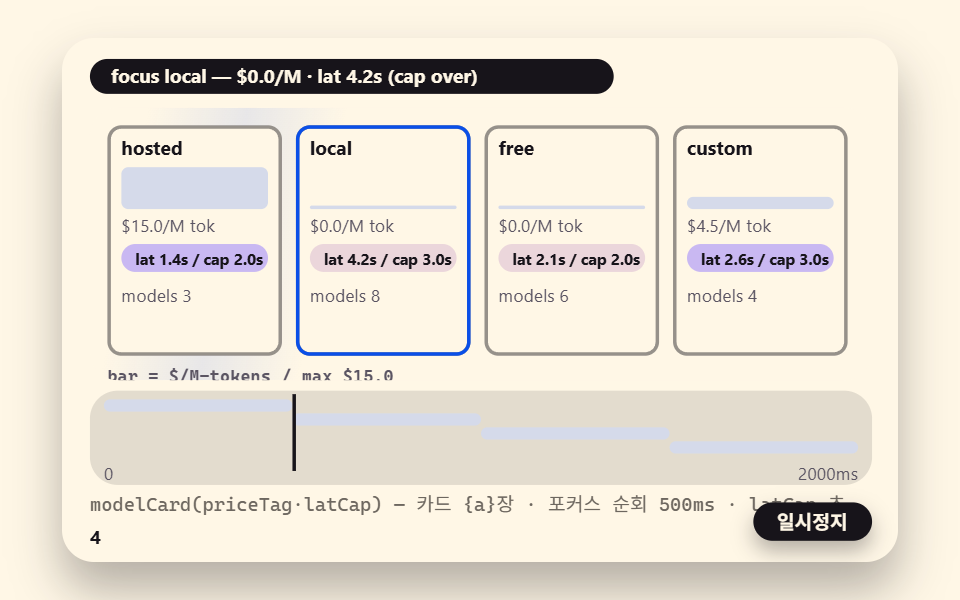 focus local — $0.0/M · lat 4.2s (cap over)
hosted
$15.0/M tok
lat 1.4s / cap 2.0s
models 3
local
$0.0/M tok
lat 4.2s / cap 3.0s
models 8
free
$0.0/M tok
lat 2.1s / cap 2.0s
models 6
custom
$4.5/M tok
lat 2.6s / cap 3.0s
models 4
bar = $/M-tokens / max $15.0
0
2000ms
modelCard(priceTag·latCap) — 카드 {a}장 · 포커스 순회 500ms · latCap
일시정지
4